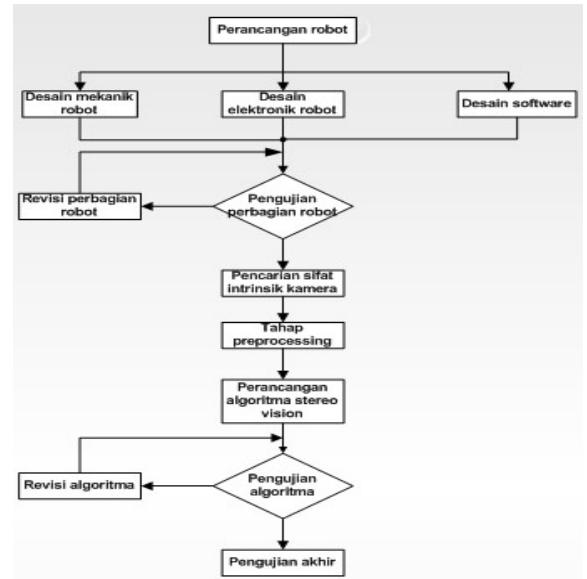 Perancangan robot
Desain mekanik
robot
Desain
elektronik robot
Desain software
Revisi perbagian
robot
Pengujian
perbagian robot
Pencarian sifat
intrinsik kamera
Tahap
preprocessing
Perancangan
algoritma stereo
vision
Revisi algoritma
Pengujian
algoritma
Pengujian akhir